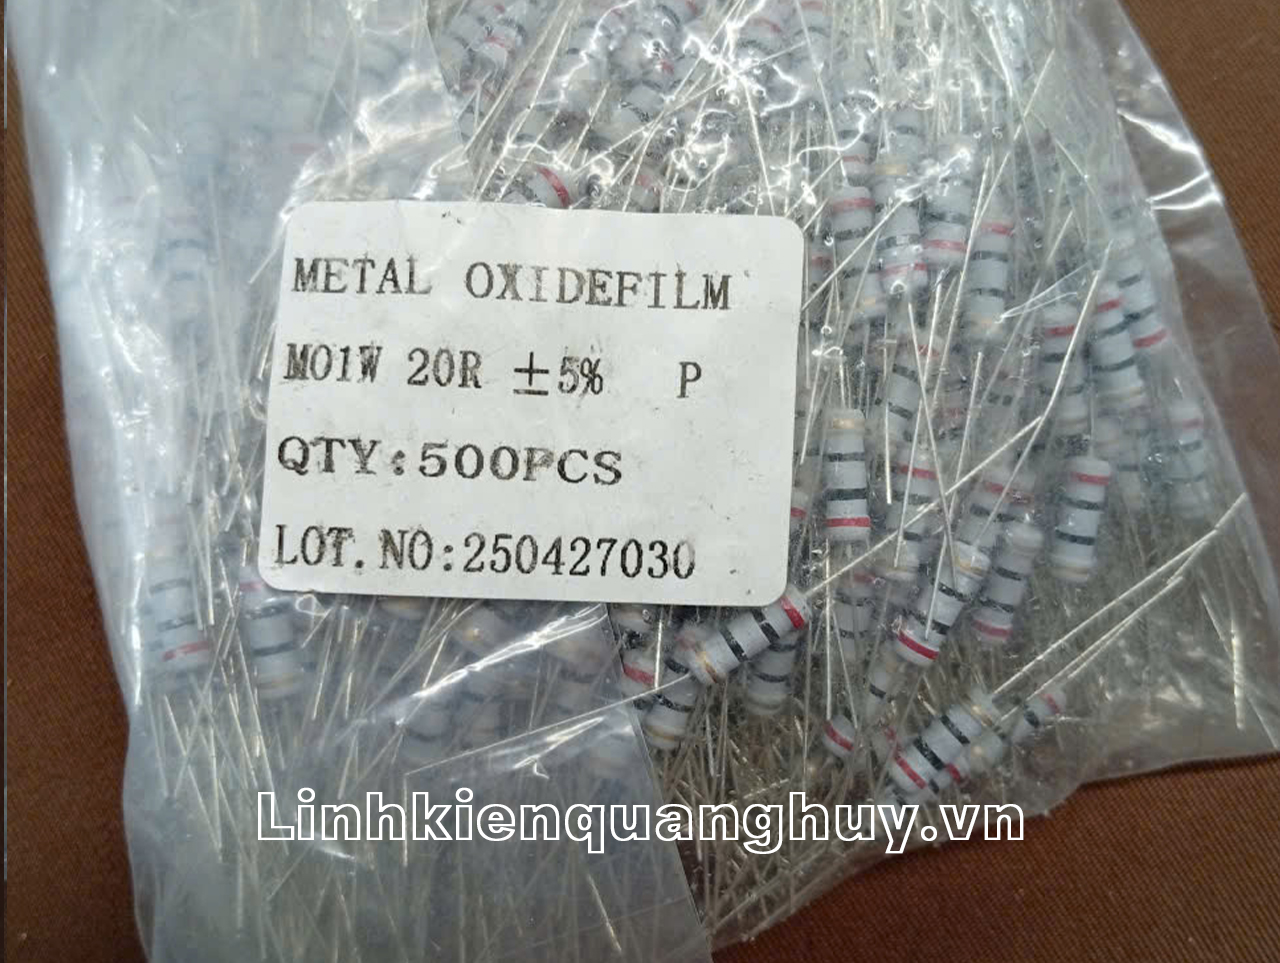 METAL OXIDEFILM
MO1W 20R ±5% P
QTY:500PCS
LOT.NO:250427030
Linhkienquanghuy.vn